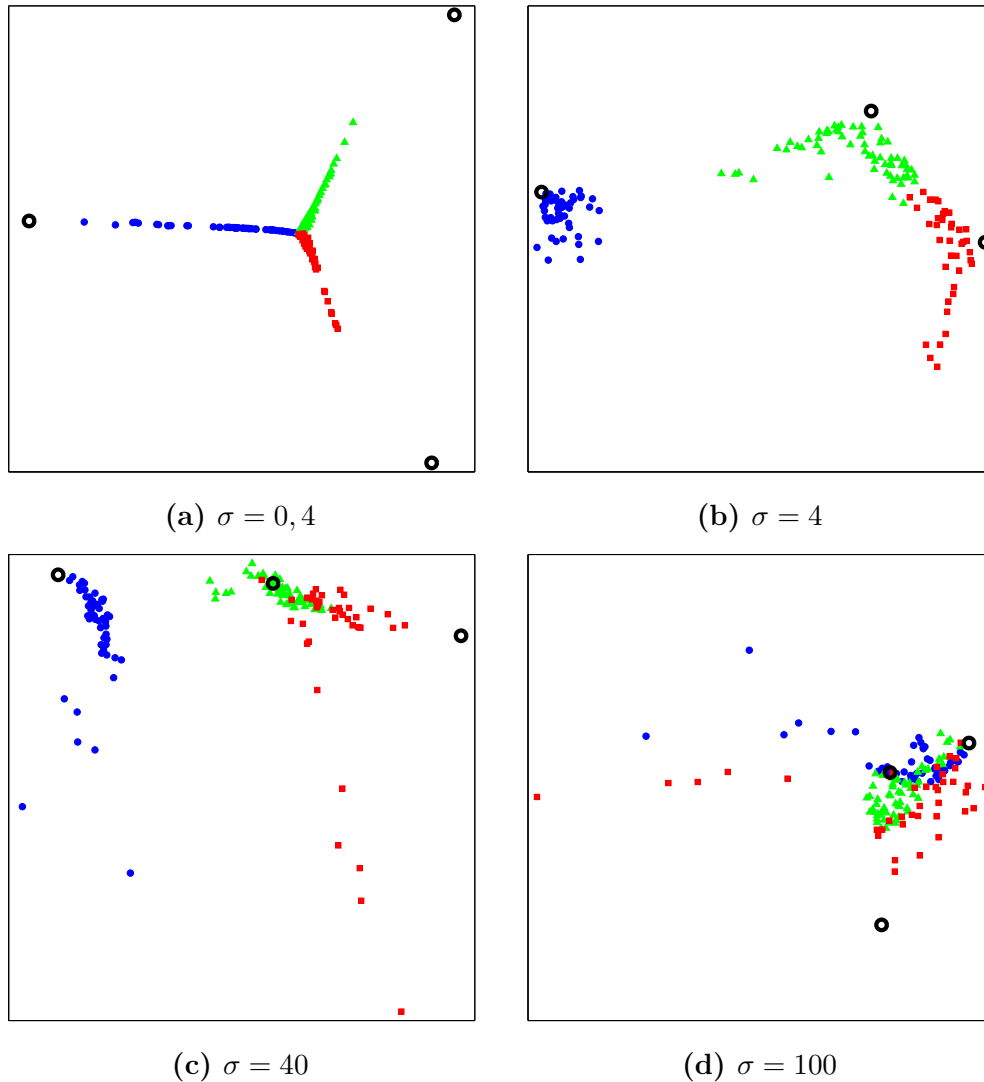 (a) σ = 0, 4
(b) σ = 4
(c) σ = 40
(d) σ = 100